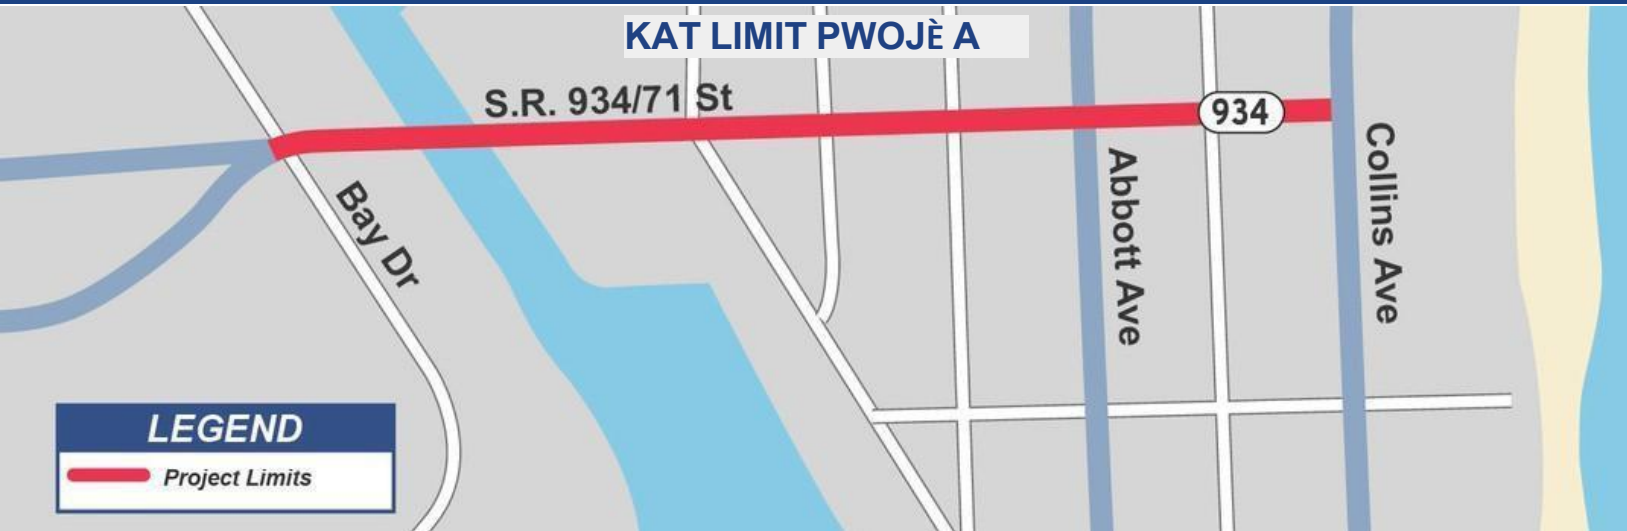 KAT LIMIT PWOJÈ A
S.R. 934/71 St
934
Bay Dr
Abbott Ave
Collins Ave
LEGEND
Project Limits